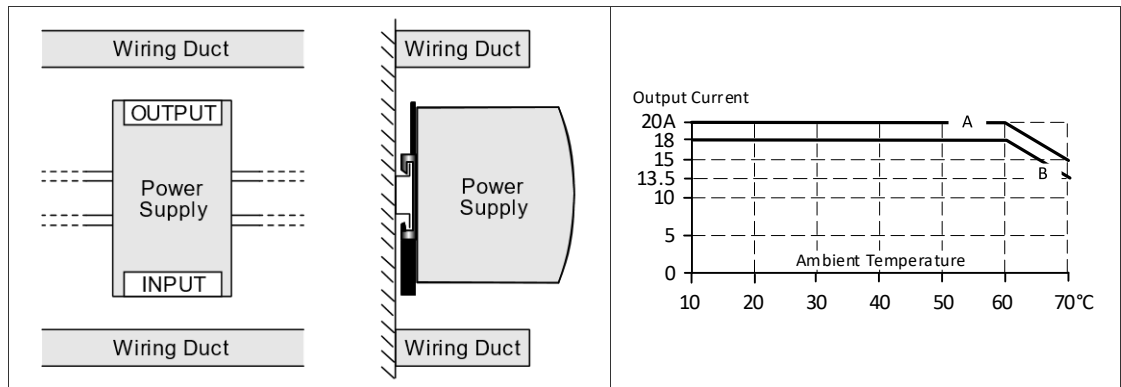 Wiring Duct
OUTPUT
Power
Supply
INPUT
Wiring Duct
Wiring Duct
Power
Supply
Wiring Duct
Output Current
20A
18
15
13.5
10
5
0
A
B
Ambient Temperature
10 20 30 40 50 60 70°C